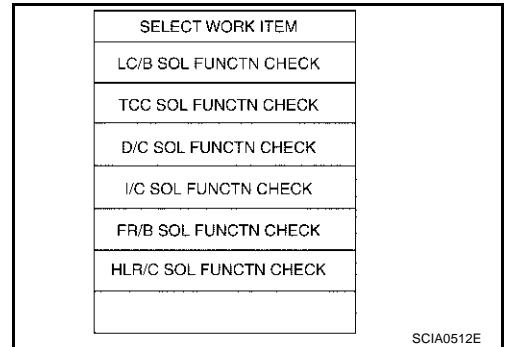 SELECT WORK ITEM
LC/B SOL FUNCTN CHECK
TCC SOL FUNCTN CHECK
D/C SOL FUNCTN CHECK
I/C SOL FUNCTN CHECK
FR/B SOL FUNCTN CHECK
HLR/C SOL FUNCTN CHECK
SCIA0512E